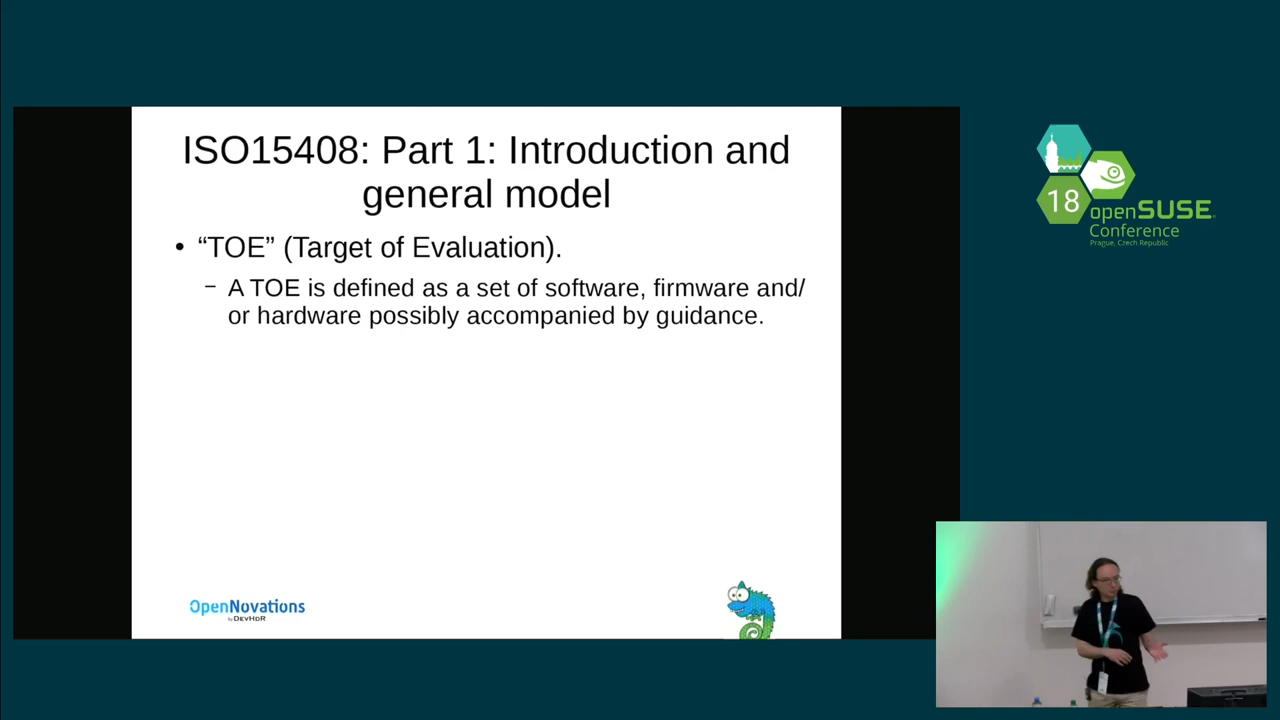 ISO15408: Part 1: Introduction and
general model
• “TOE” (Target of Evaluation).
– A TOE is defined as a set of software, firmware and/
or hardware possibly accompanied by guidance.
OpenNovations
by DEVHDR
18
openSUSE
Conference
Prague, Czech Republic